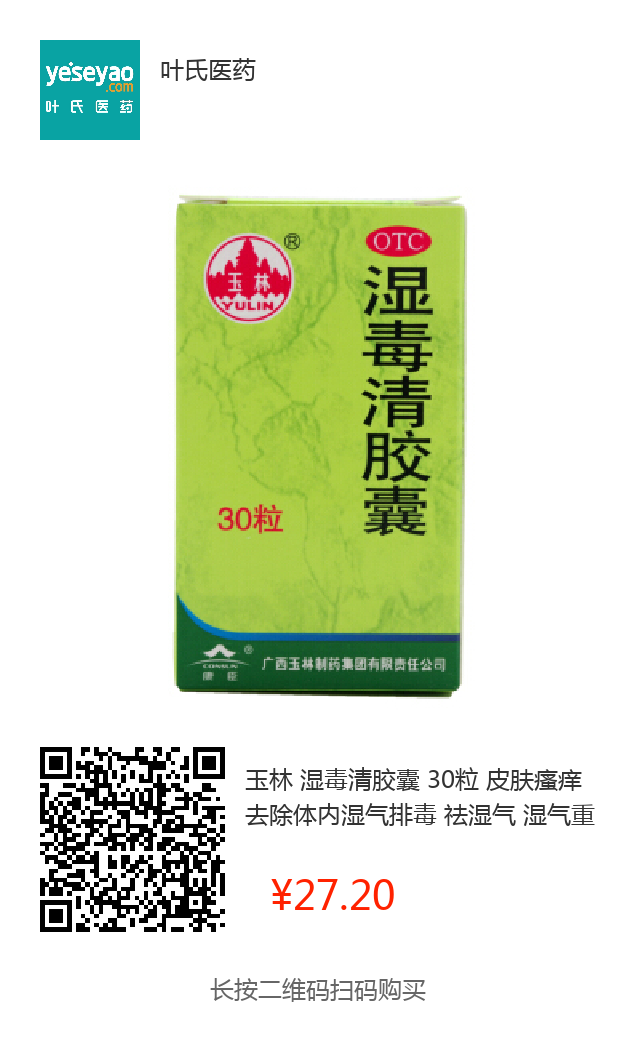 yeseyao
.com
叶氏医药
叶氏医药
OTC
®
玉林
YULIN
湿毒清胶囊
30粒
®
CONSUN
康臣
广西玉林制药集团有限责任公司
玉林 湿毒清胶囊 30粒 皮肤瘙痒
去除体内湿气排毒 祛湿气 湿气重
¥27.20
长按二维码扫码购买